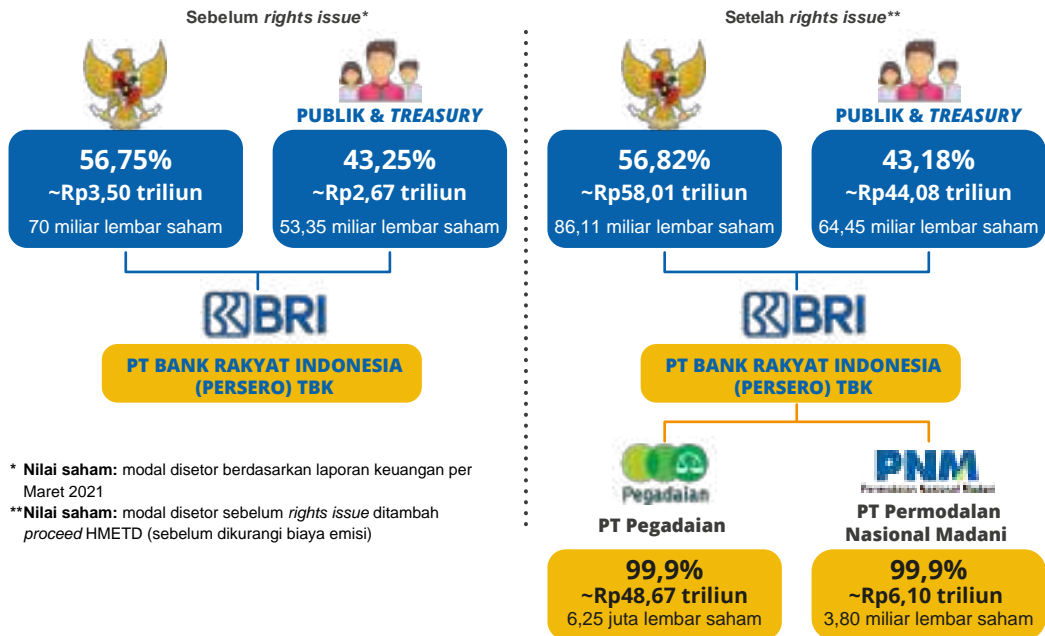 Sebelum rights issue*
PUBLIK & TREASURY
56,75%
~Rp3,50 triliun
70 miliar lembar saham
43,25%
~Rp2,67 triliun
53,35 miliar lembar saham
BRI
PT BANK RAKYAT INDONESIA
(PERSERO) TBK
* Nilai saham: modal disetor berdasarkan laporan keuangan per
Maret 2021
**Nilai saham: modal disetor sebelum rights issue ditambah
proceed HMETD (sebelum dikurangi biaya emisi)
Setelah rights issue**
PUBLIK & TREASURY
56,82%
~Rp58,01 triliun
86,11 miliar lembar saham
43,18%
~Rp44,08 triliun
64,45 miliar lembar saham
BRI
PT BANK RAKYAT INDONESIA
(PERSERO) TBK
Pegadaian
PT Pegadaian
99,9%
~Rp48,67 triliun
6,25 juta lembar saham
PNM
Permodalan Nasional Madani
PT Permodalan
Nasional Madani
99,9%
~Rp6,10 triliun
3,80 miliar lembar saham